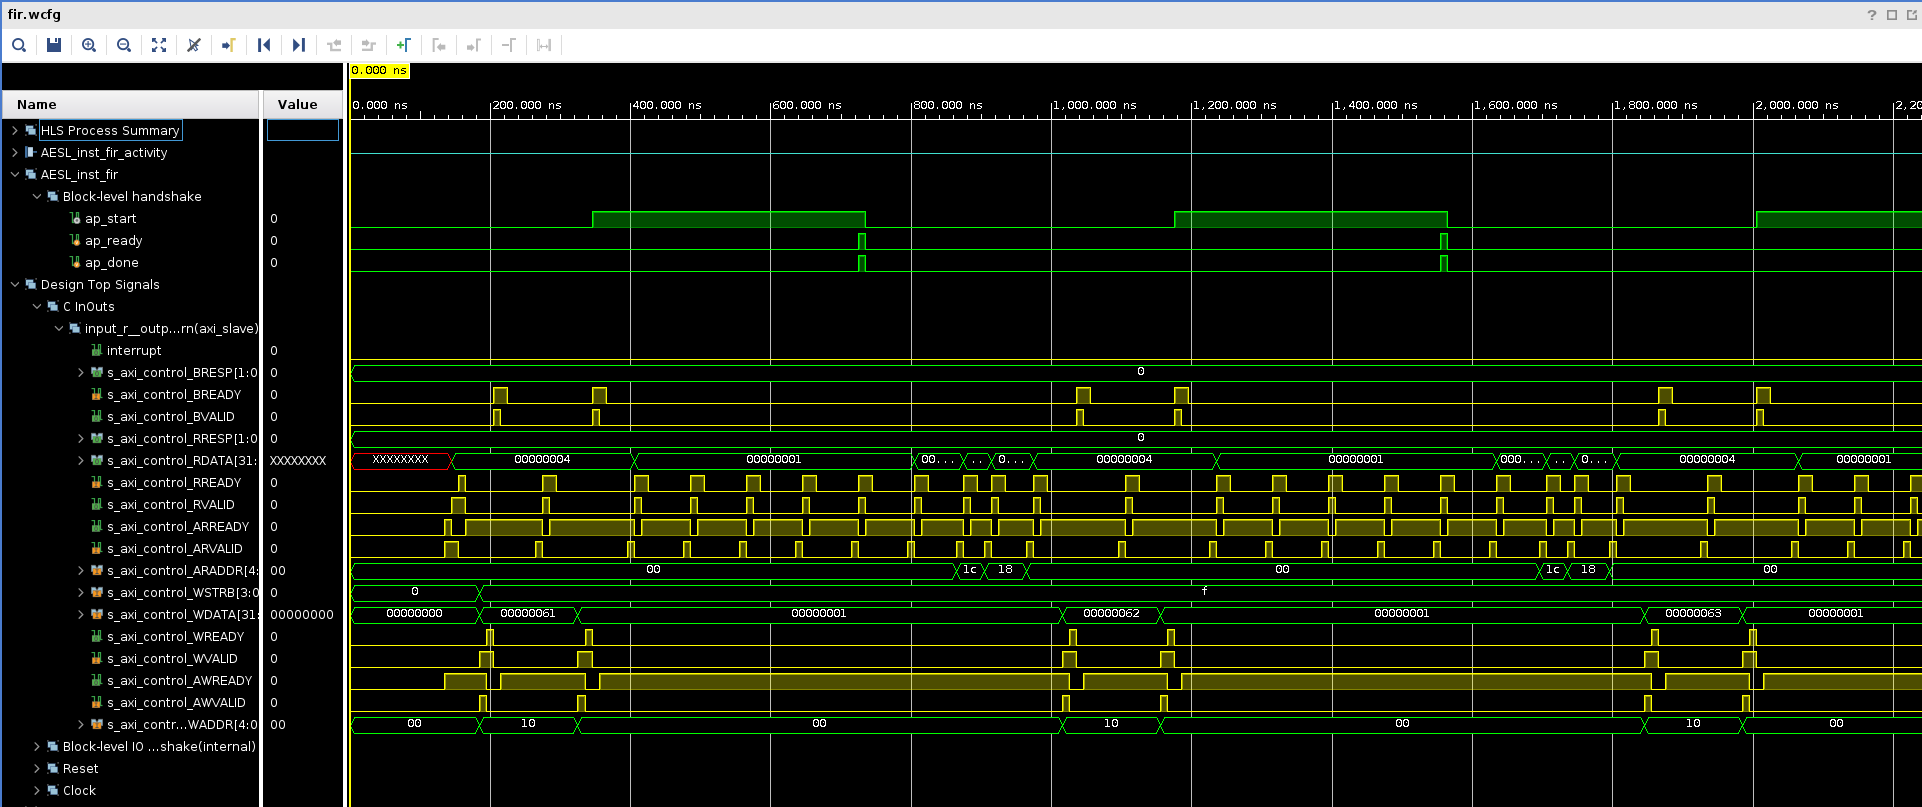 fir.wcfg
?
0.000 ns
Name Value
0.000 ns 200.000 ns 400.000 ns 600.000 ns 800.000 ns 1,000.000 ns 1,200.000 ns 1,400.000 ns 1,600.000 ns 1,800.000 ns 2,000.000 ns 2,20
HLS Process Summary
AESL_inst_fir_activity
AESL_inst_fir
Block-level handshake
ap_start 0
ap_ready 0
ap_done 0
Design Top Signals
C InOuts
input_r__outp...rn(axi_slave)
interrupt 0
s_axi_control_BRESP[1:0 0 0
s_axi_control_BREADY 0
s_axi_control_BVALID 0
s_axi_control_RRESP[1:0 0 0
s_axi_control_RDATA[31: XXXXXXXX XXXXXXXX 00000004 00000001 00... .. 0... 00000004 00000001 000... .. 0... 00000004 00000001
s_axi_control_RREADY 0
s_axi_control_RVALID 0
s_axi_control_ARREADY 0
s_axi_control_ARVALID 0
s_axi_control_ARADDR[4: 00 00 1c 18 00 1c 18 00
s_axi_control_WSTRB[3:0 0 0 f
s_axi_control_WDATA[31: 00000000 00000000 00000061 00000001 00000062 00000001 00000063 00000001
s_axi_control_WREADY 0
s_axi_control_WVALID 0
s_axi_control_AWREADY 0
s_axi_control_AWVALID 0
s_axi_contr...WADDR[4:0 00 00 10 00 10 00 10 00
Block-level IO ...shake(internal)
Reset
Clock